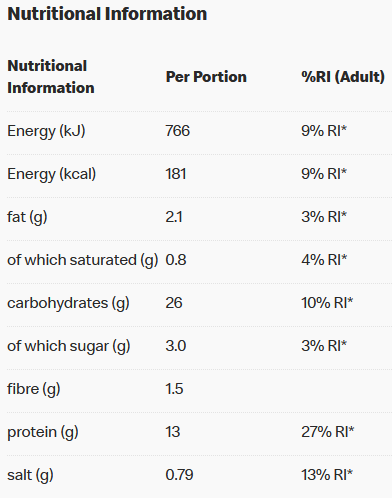 Nutritional Information
Nutritional Information Per Portion %RI (Adult)
Energy (kJ) 766 9% RI*
Energy (kcal) 181 9% RI*
fat (g) 2.1 3% RI*
of which saturated (g) 0.8 4% RI*
carbohydrates (g) 26 10% RI*
of which sugar (g) 3.0 3% RI*
fibre (g) 1.5
protein (g) 13 27% RI*
salt (g) 0.79 13% RI*